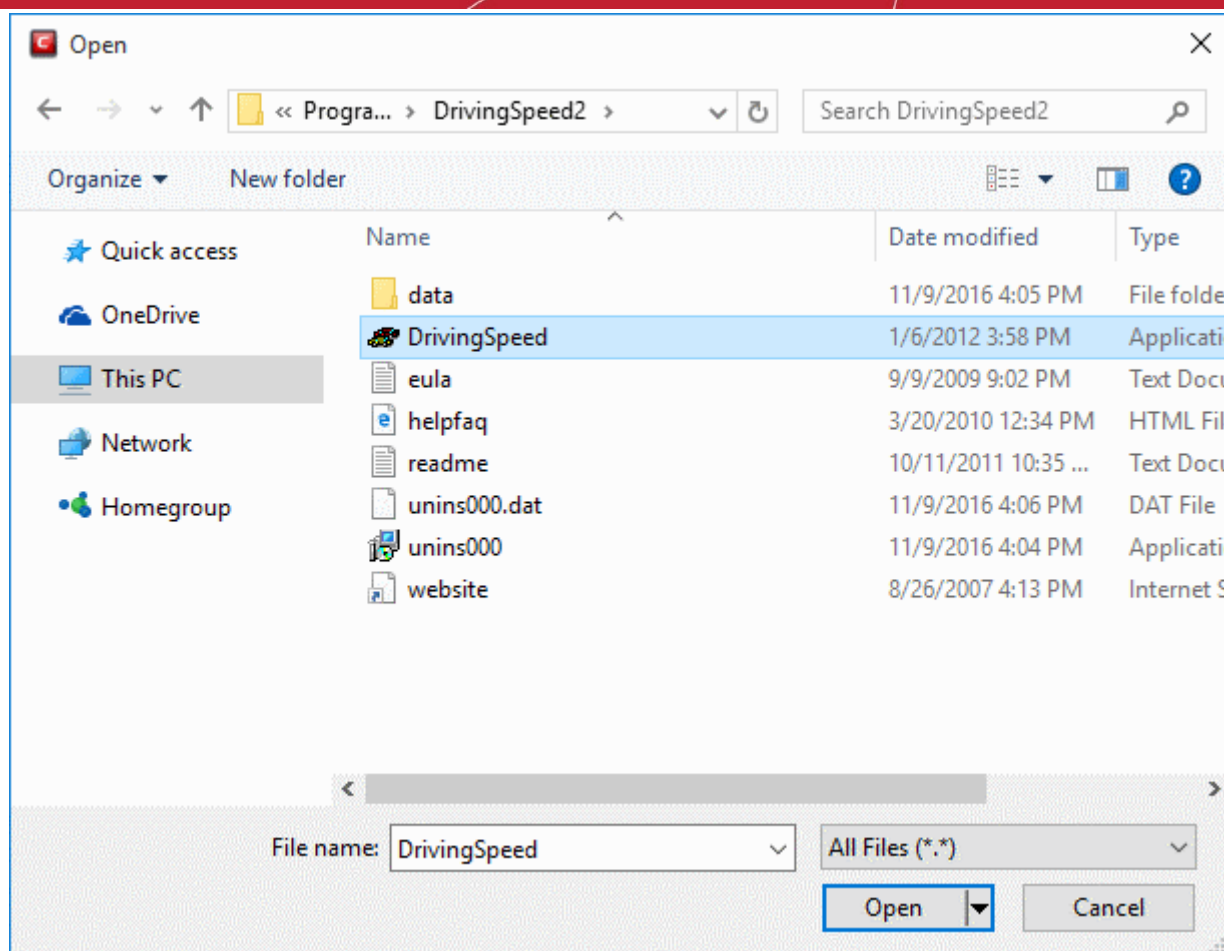 Open
« Progra... › DrivingSpeed2 ›
Search DrivingSpeed2
Organize
New folder
Name Date modified Type
Quick access
OneDrive
This PC
Network
Homegroup
data 11/9/2016 4:05 PM File folde
DrivingSpeed 1/6/2012 3:58 PM Applicati
eula 9/9/2009 9:02 PM Text Docu
helpfaq 3/20/2010 12:34 PM HTML Fil
readme 10/11/2011 10:35 ... Text Docu
unins000.dat 11/9/2016 4:06 PM DAT File
unins000 11/9/2016 4:04 PM Applicati
website 8/26/2007 4:13 PM Internet S
File name: DrivingSpeed All Files (*.*)
Open Cancel